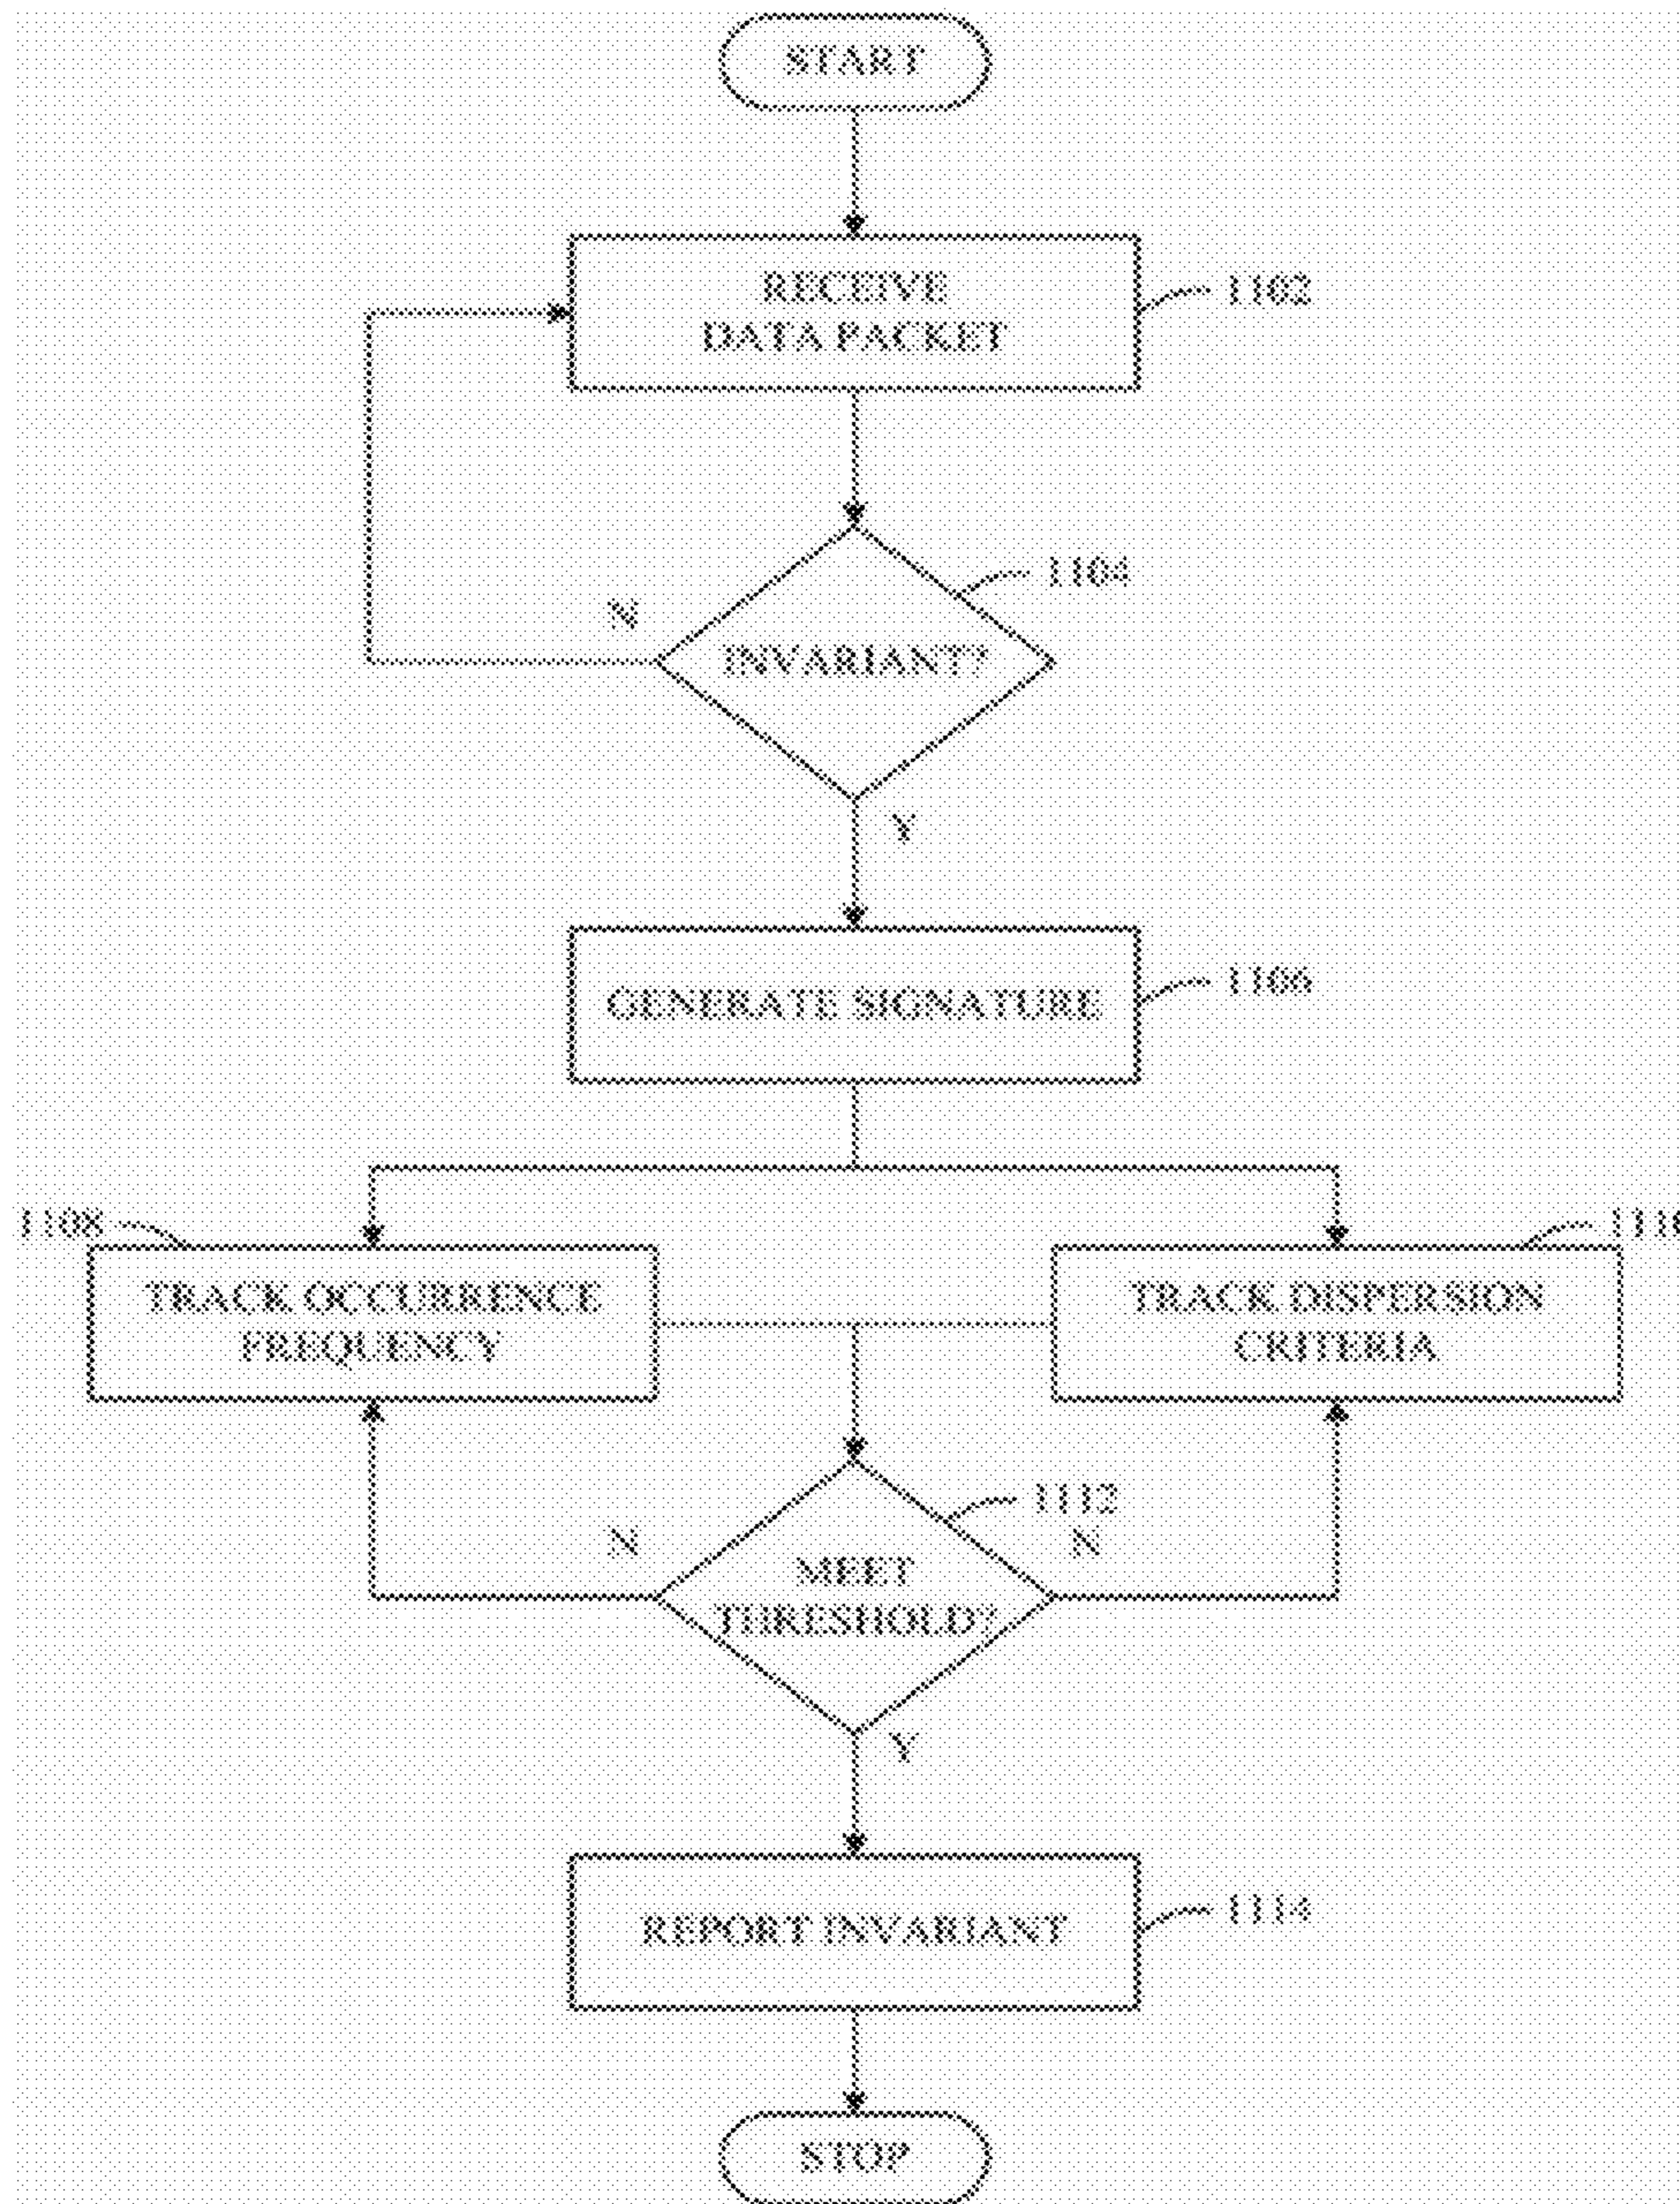 START
RECEIVE
DATA PACKET
1102
1104
N
INVARIANT?
Y
GENERATE SIGNATURE
1106
1108
1110
TRACK OCCURRENCE
FREQUENCY
TRACK DISPERSION
CRITERIA
1112
N
N
MEET
THRESHOLD?
Y
REPORT INVARIANT
1114
STOP